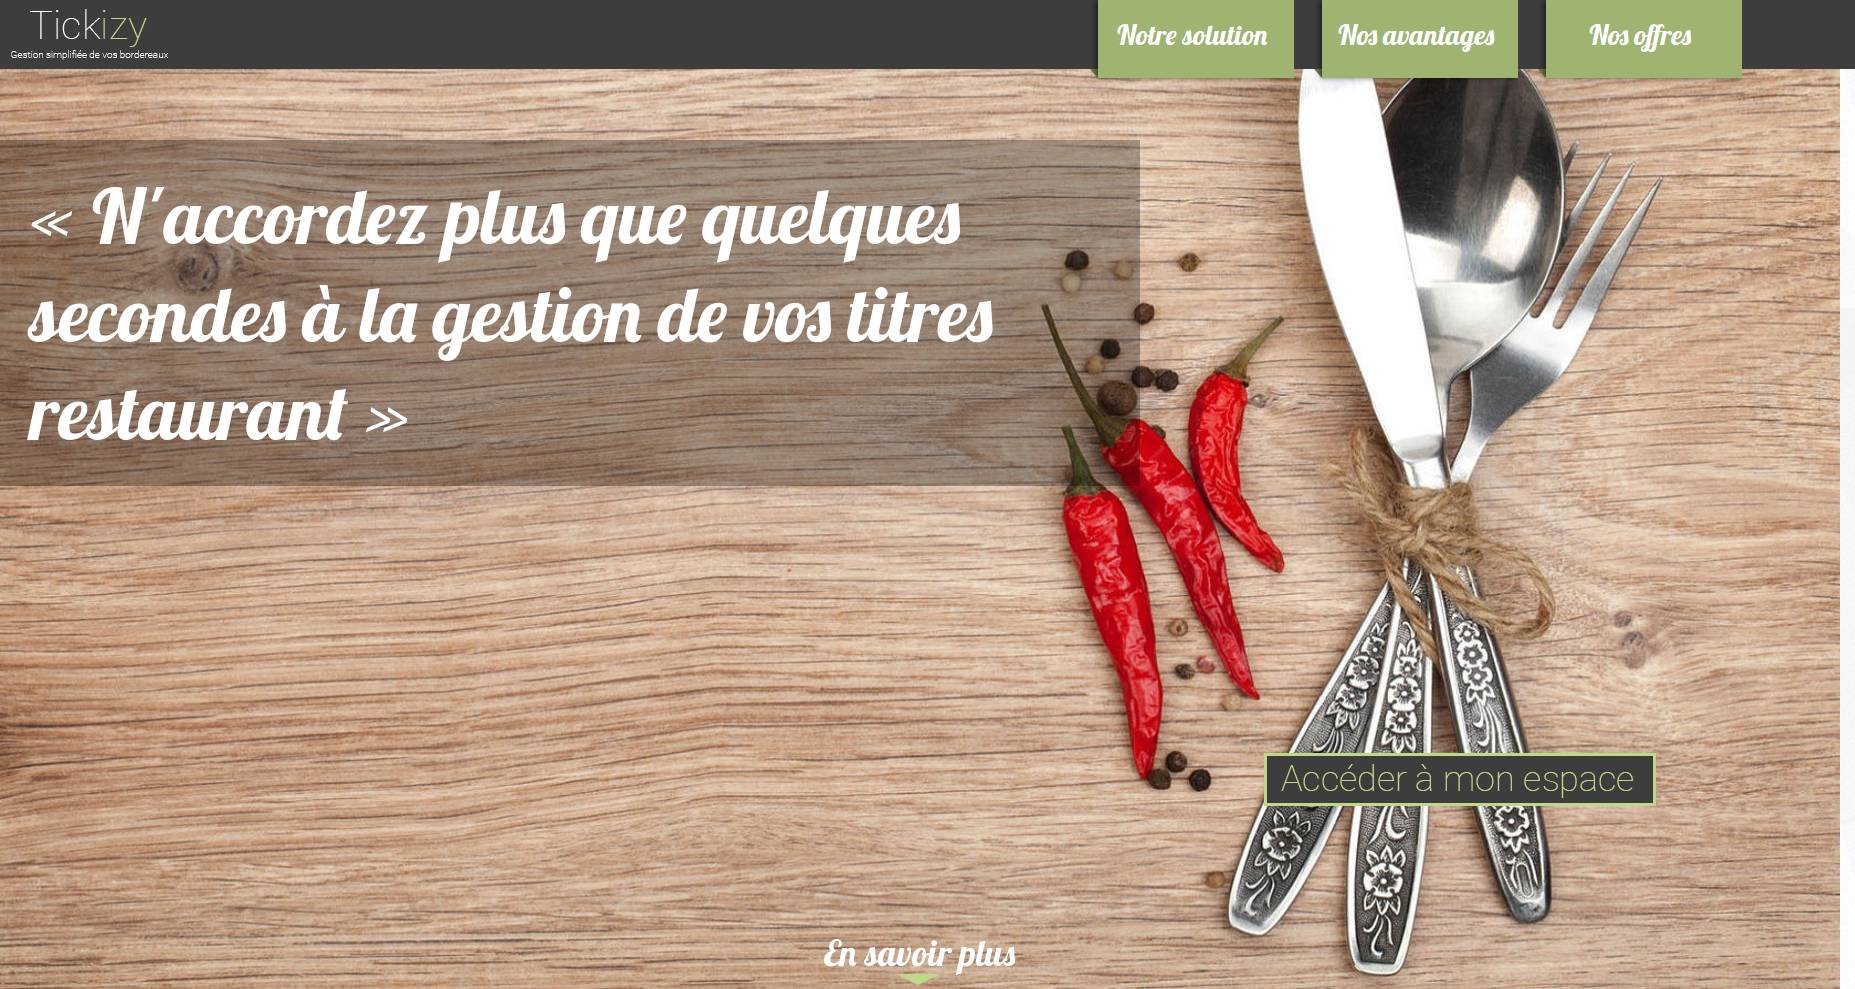 Tickizy
Gestion simplifiée de vos bordereaux
Notre solution
Nos avantages
Nos offres
« N'accordez plus que quelques
secondes à la gestion de vos titres
restaurant »
Accéder à mon espace
En savoir plus